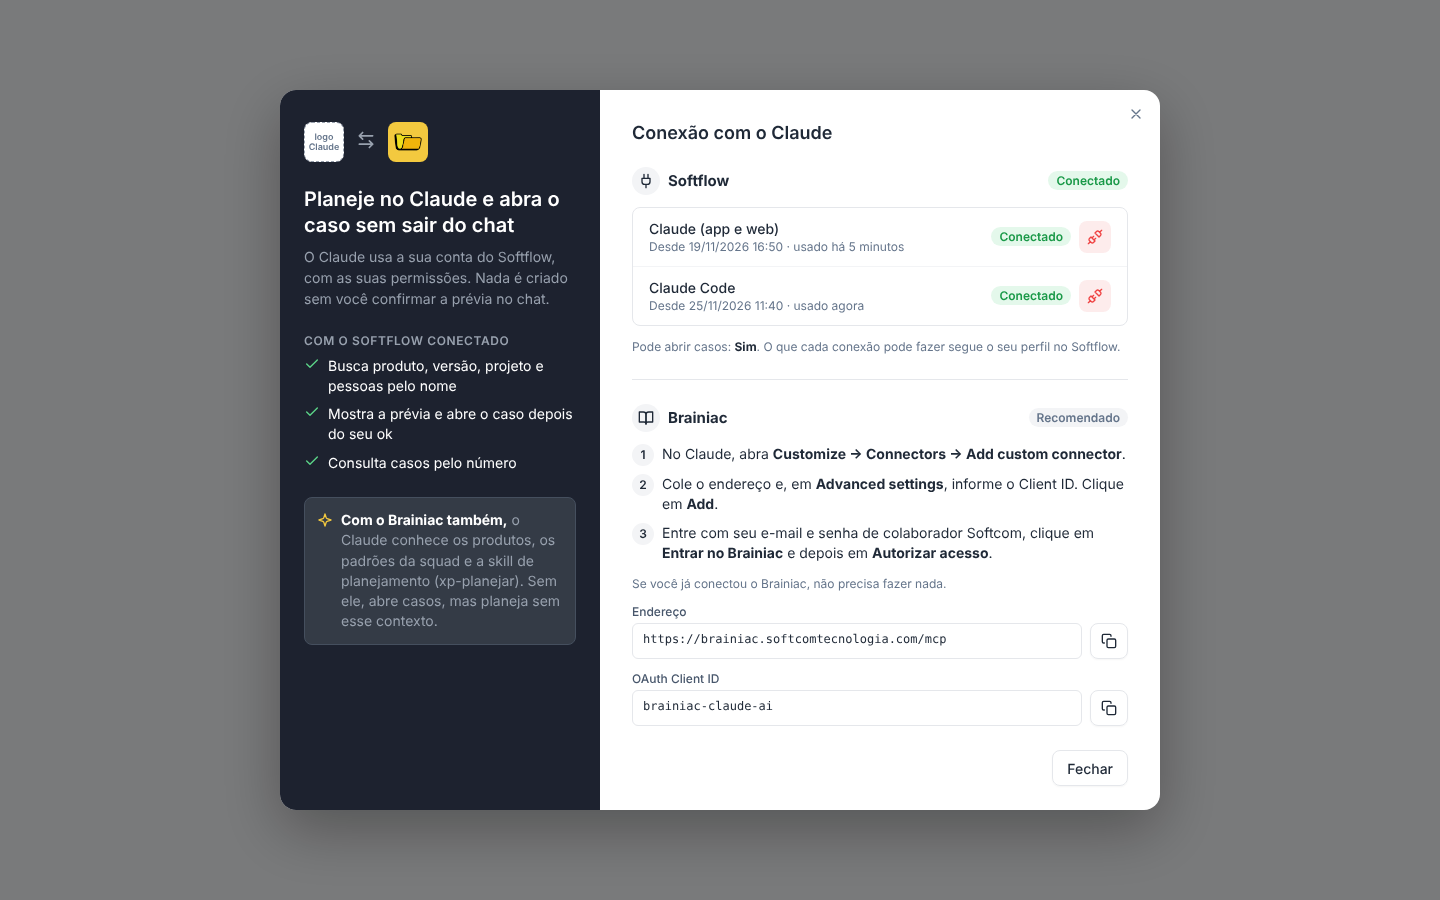 logo
Claude
Planeje no Claude e abra o
caso sem sair do chat
O Claude usa a sua conta do Softflow,
com as suas permissões. Nada é criado
sem você confirmar a prévia no chat.
COM O SOFTFLOW CONECTADO
Busca produto, versão, projeto e
pessoas pelo nome
Mostra a prévia e abre o caso depois
do seu ok
Consulta casos pelo número
Com o Brainiac também, o
Claude conhece os produtos, os
padrões da squad e a skill de
planejamento (xp-planejar). Sem
ele, abre casos, mas planeja sem
esse contexto.
Conexão com o Claude
Softflow
Conectado
Claude (app e web)
Desde 19/11/2026 16:50 · usado há 5 minutos
Conectado
Claude Code
Desde 25/11/2026 11:40 · usado agora
Conectado
Pode abrir casos: Sim. O que cada conexão pode fazer segue o seu perfil no Softflow.
Brainiac
Recomendado
1 No Claude, abra Customize → Connectors → Add custom connector.
2 Cole o endereço e, em Advanced settings, informe o Client ID. Clique
em Add.
3 Entre com seu e-mail e senha de colaborador Softcom, clique em
Entrar no Brainiac e depois em Autorizar acesso.
Se você já conectou o Brainiac, não precisa fazer nada.
Endereço
https://brainiac.softcomtecnologia.com/mcp
OAuth Client ID
brainiac-claude-ai
Fechar